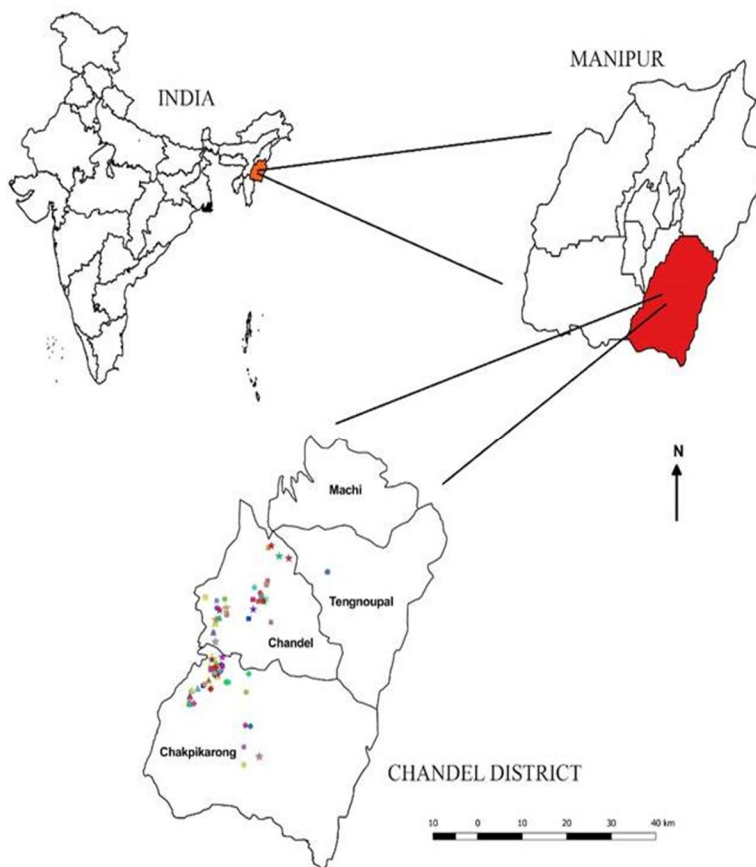 INDIA
MANIPUR
N
Machi
Tengnoupal
Chandel
Chakpikarong
CHANDEL DISTRICT
10 0 10 20 30 40 km